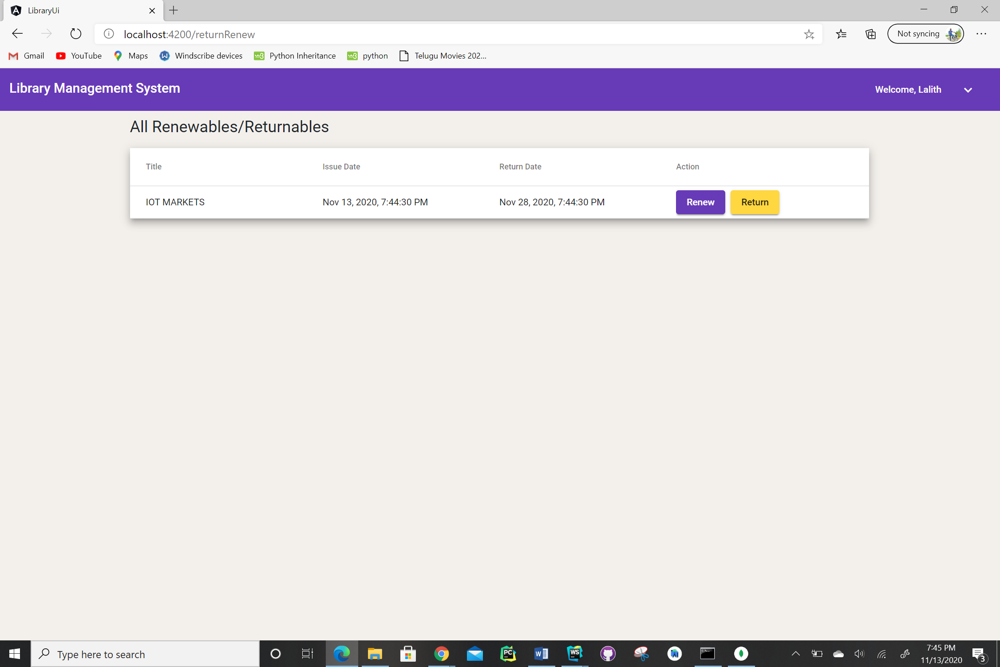 LibraryUi
localhost:4200/returnRenew
Not syncing
Gmail YouTube Maps Windscribe devices Python Inheritance python Telugu Movies 202...
Library Management System
Welcome, Lalith
All Renewables/Returnables
Title Issue Date Return Date Action
IOT MARKETS Nov 13, 2020, 7:44:30 PM Nov 28, 2020, 7:44:30 PM Renew Return
Type here to search
7:45 PM
11/13/2020
3